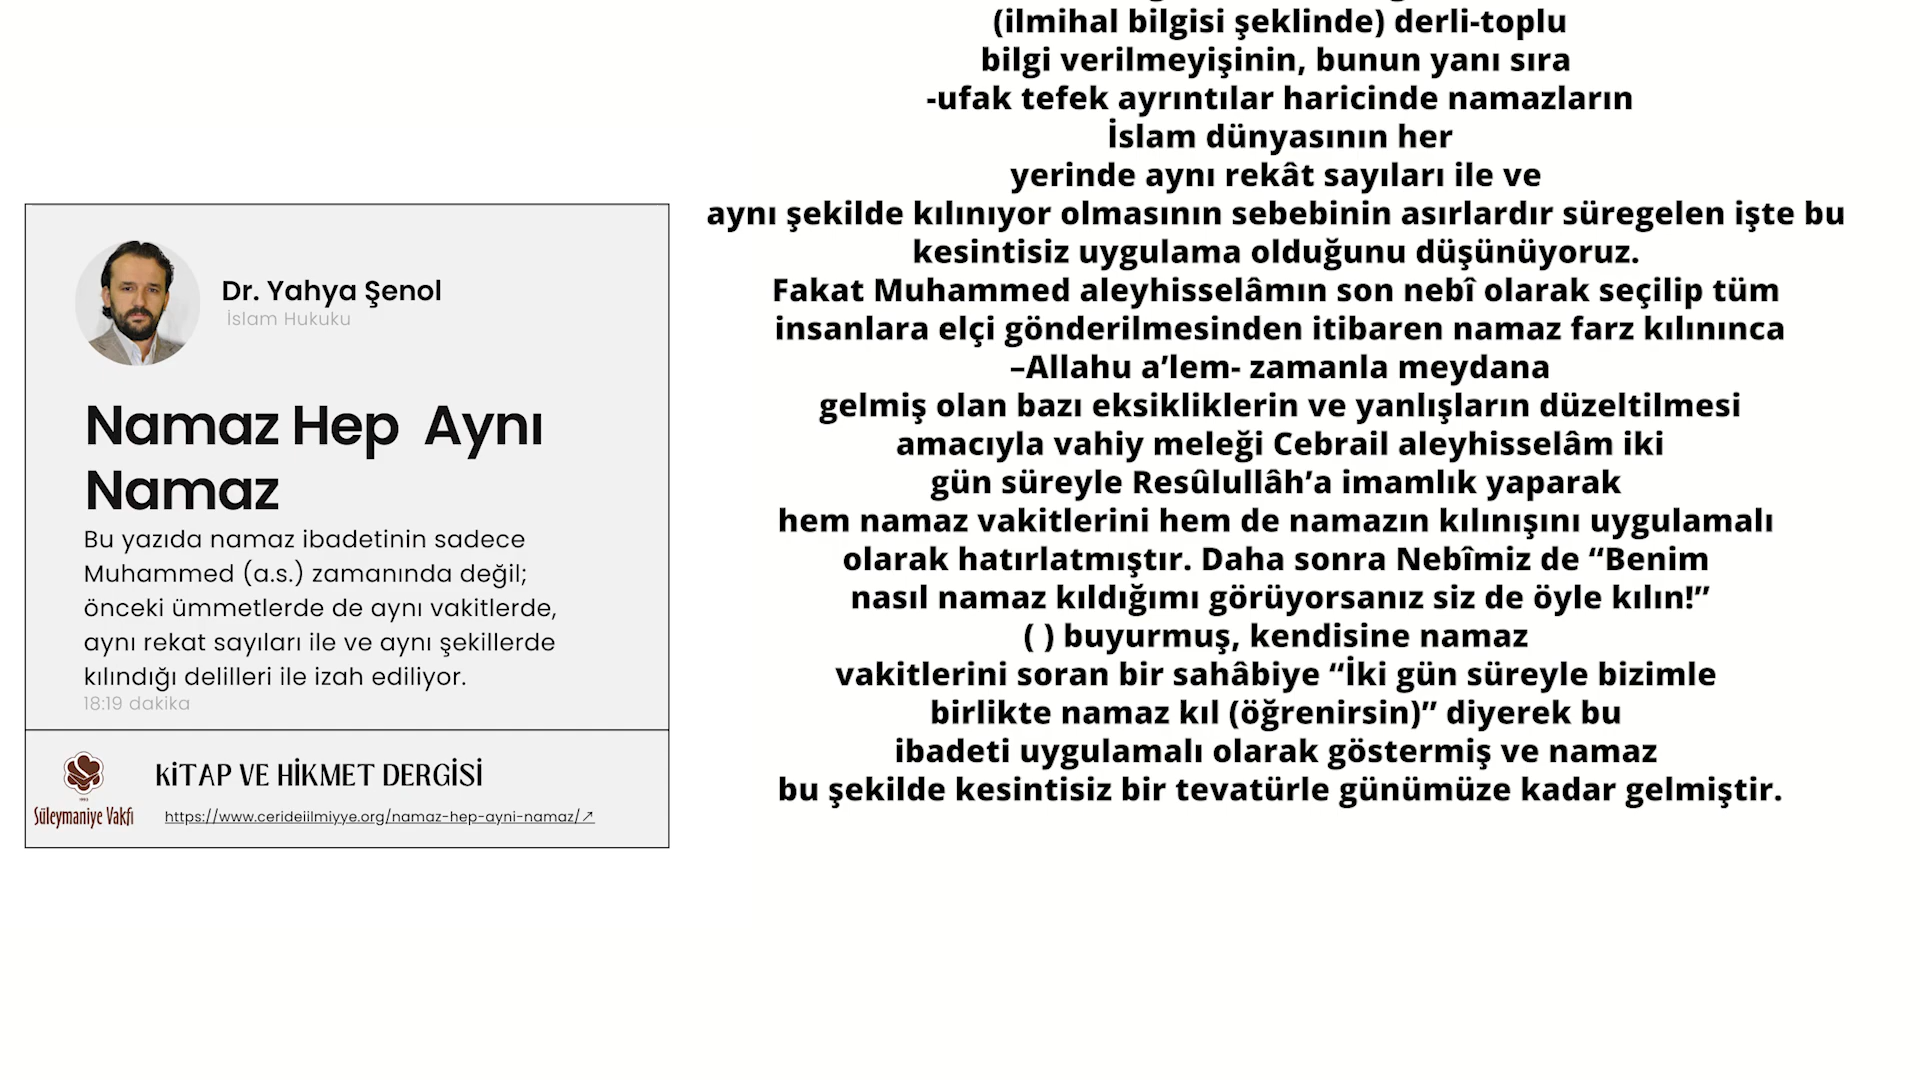 Dr. Yahya Şenol
İslam Hukuku
Namaz Hep Aynı
Namaz
Bu yazıda namaz ibadetinin sadece
Muhammed (a.s.) zamanında değil;
önceki ümmetlerde de aynı vakitlerde,
aynı rekat sayıları ile ve aynı şekillerde
kılındığı delilleri ile izah ediliyor.
18:19 dakika
Süleymaniye Vakfı
KİTAP VE HİKMET DERGİSİ
https://www.cerideiilmiyye.org/namaz-hep-ayni-namaz/↗
(ilmihal bilgisi şeklinde) derli-toplu
bilgi verilmeyişinin, bunun yanı sıra
-ufak tefek ayrıntılar haricinde namazların
İslam dünyasının her
yerinde aynı rekât sayıları ile ve
aynı şekilde kılınıyor olmasının sebebinin asırlardır süregelen işte bu
kesintisiz uygulama olduğunu düşünüyoruz.
Fakat Muhammed aleyhisselâmın son nebî olarak seçilip tüm
insanlara elçi gönderilmesinden itibaren namaz farz kılınınca
–Allahu a’lem- zamanla meydana
gelmiş olan bazı eksikliklerin ve yanlışların düzeltilmesi
amacıyla vahiy meleği Cebrail aleyhisselâm iki
gün süreyle Resûlullâh’a imamlık yaparak
hem namaz vakitlerini hem de namazın kılınışını uygulamalı
olarak hatırlatmıştır. Daha sonra Nebîmiz de “Benim
nasıl namaz kıldığımı görüyorsanız siz de öyle kılın!”
( ) buyurmuş, kendisine namaz
vakitlerini soran bir sahâbiye “İki gün süreyle bizimle
birlikte namaz kıl (öğrenirsin)” diyerek bu
ibadeti uygulamalı olarak göstermiş ve namaz
bu şekilde kesintisiz bir tevatürle günümüze kadar gelmiştir.